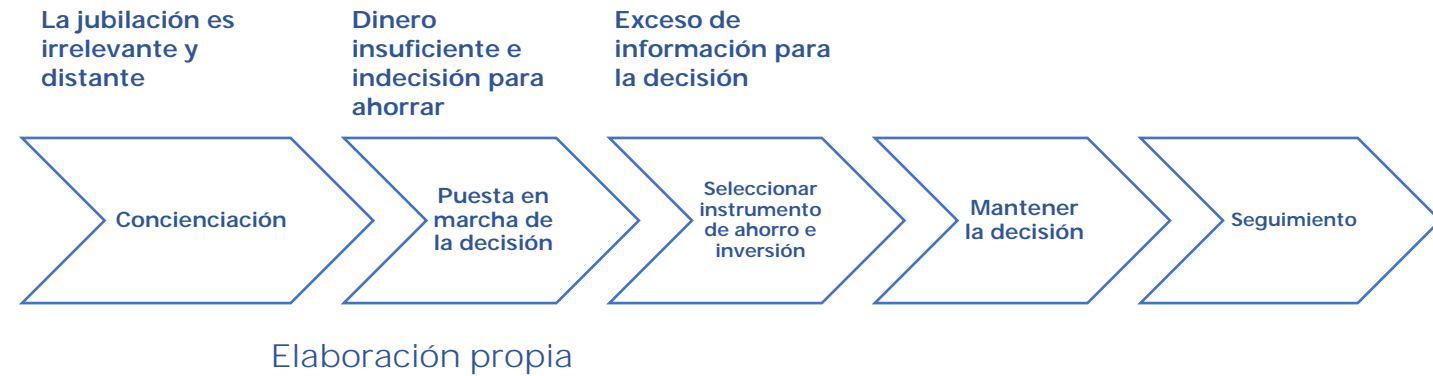 La jubilación es
irrelevante y
distante
Dinero
insuficiente e
indecisión para
ahorrar
Exceso de
información para
la decisión
Concienciación
Puesta en
marcha de
la decisión
Seleccionar
instrumento
de ahorro e
inversión
Mantener
la decisión
Seguimiento
Elaboración propia